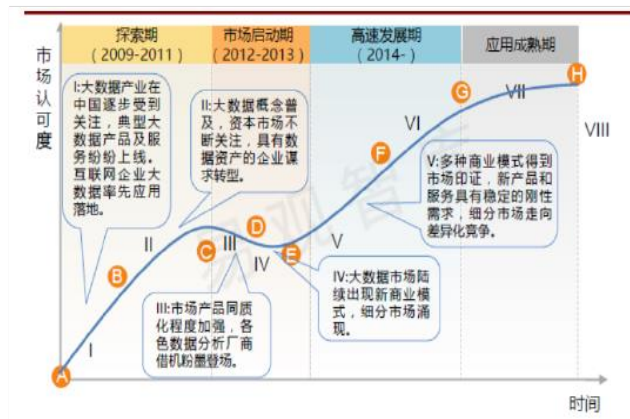 探索期
（2009-2011）
市场启动期
（2012-2013）
高速发展期
（2014-）
应用成熟期
市场认可度
I:大数据产业在
中国逐步受到
关注，典型大
数据产品及服
务纷纷上线。
互联网企业大
数据率先应用
落地。
II:大数据概念普
及，资本市场不
断关注，具有数
据资产的企业谋
求转型。
III:市场产品同质
化程度加强，各
色数据分析厂商
借机粉墨登场。
IV:大数据市场陆
续出现新商业模
式，细分市场涌
现。
V:多种商业模式得到
市场印证，新产品和
服务具有稳定的刚性
需求，细分市场走向
差异化竞争。
A
I
B
II
C
III
D
IV
E
V
F
VI
G
VII
H
VIII
时间
易观智库